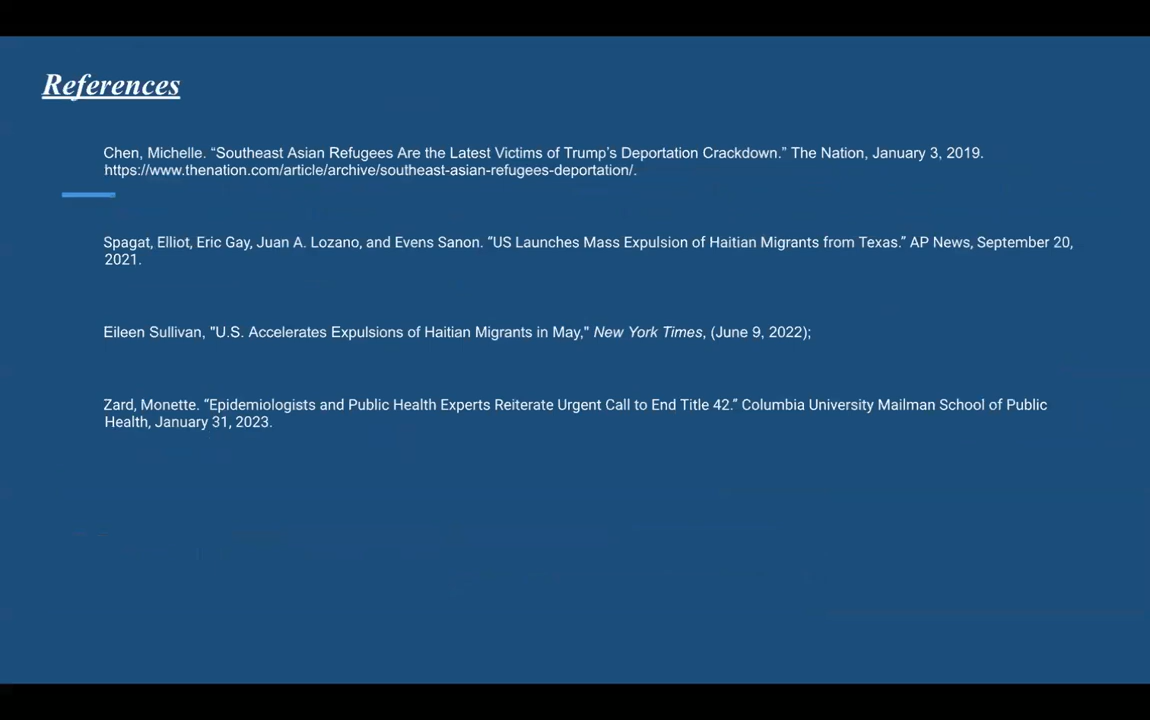 References
Chen, Michelle. “Southeast Asian Refugees Are the Latest Victims of Trump’s Deportation Crackdown.” The Nation, January 3, 2019.
https://www.thenation.com/article/archive/southeast-asian-refugees-deportation/.
Spagat, Elliot, Eric Gay, Juan A. Lozano, and Evens Sanon. “US Launches Mass Expulsion of Haitian Migrants from Texas.” AP News, September 20,
2021.
Eileen Sullivan, "U.S. Accelerates Expulsions of Haitian Migrants in May," New York Times, (June 9, 2022);
Zard, Monette. “Epidemiologists and Public Health Experts Reiterate Urgent Call to End Title 42.” Columbia University Mailman School of Public
Health, January 31, 2023.